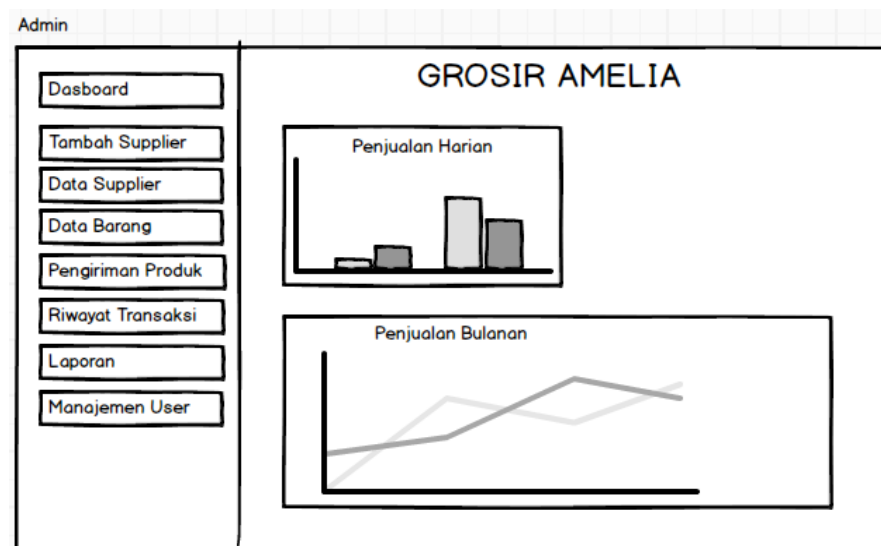 Admin
GROSIR AMELIA
Dasboard
Tambah Supplier
Data Supplier
Data Barang
Pengiriman Produk
Riwayat Transaksi
Laporan
Manajemen User
Penjualan Harian
Penjualan Bulanan